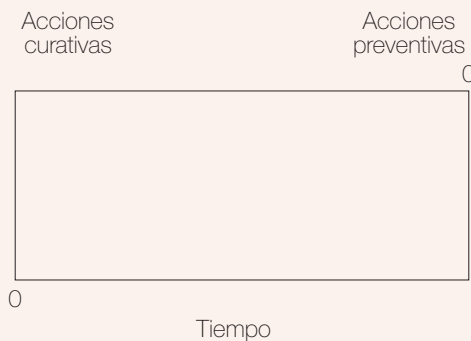 Acciones
curativas
Acciones
preventivas
0
0
Tiempo